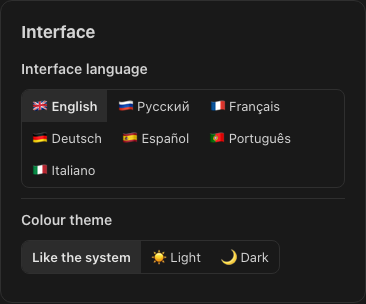 Interface
Interface language
🇬🇧 English 🇷🇺 Русский 🇫🇷 Français
🇩🇪 Deutsch 🇪🇸 Español 🇵🇹 Português
🇮🇹 Italiano
Colour theme
Like the system ☀️ Light 🌙 Dark